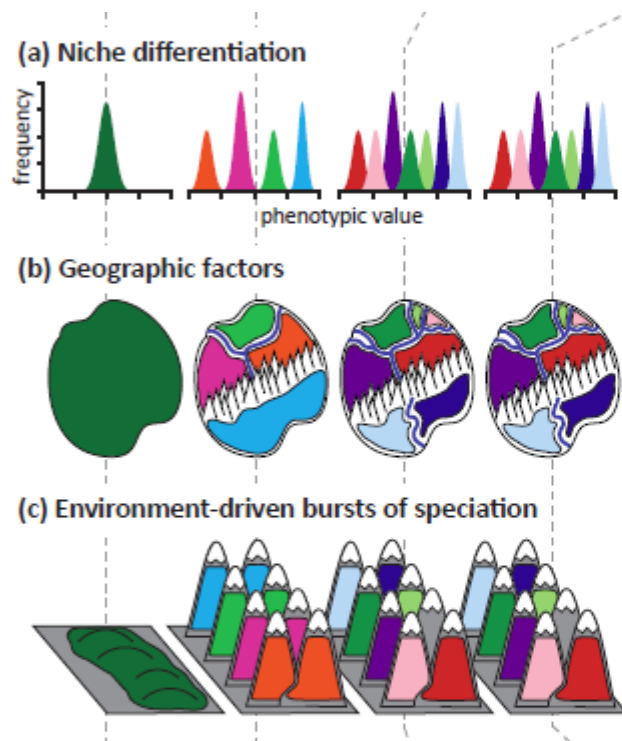 (a) Niche differentiation
frequency
phenotypic value
(b) Geographic factors
(c) Environment-driven bursts of speciation